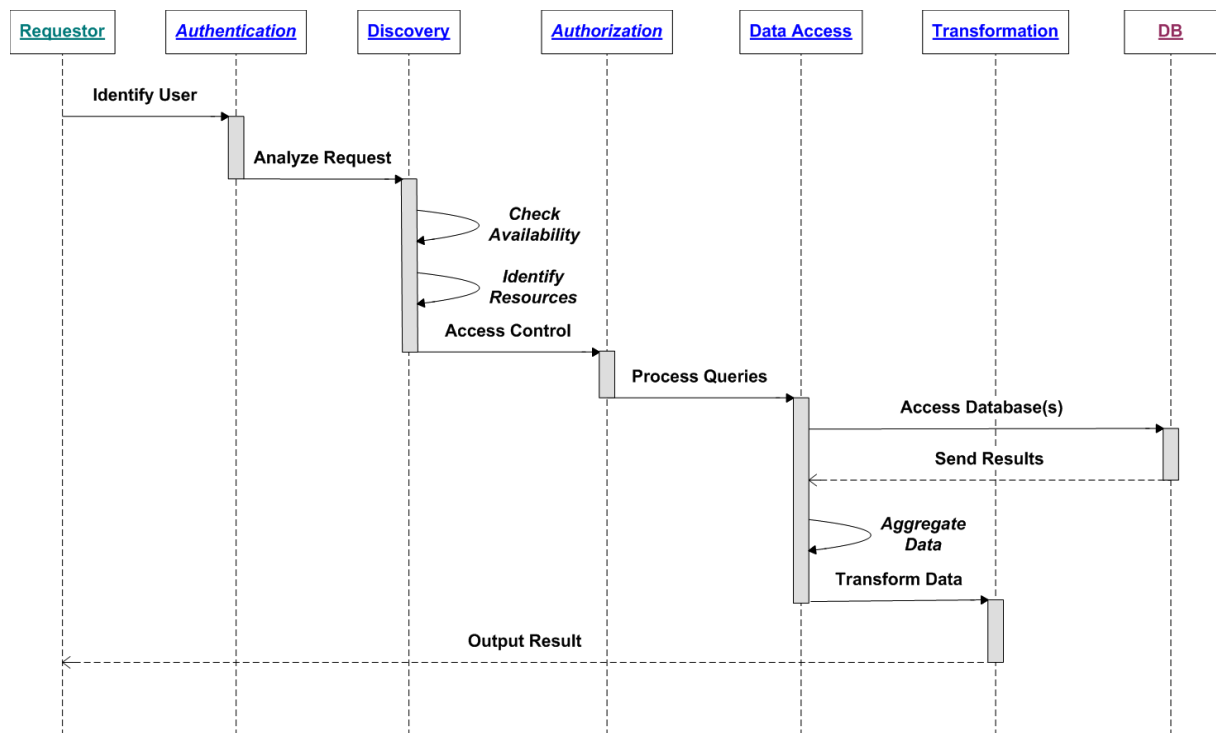 Requestor
Authentication
Discovery
Authorization
Data Access
Transformation
DB
Identify User
Analyze Request
Check
Availability
Identify
Resources
Access Control
Process Queries
Access Database(s)
Send Results
Aggregate
Data
Transform Data
Output Result